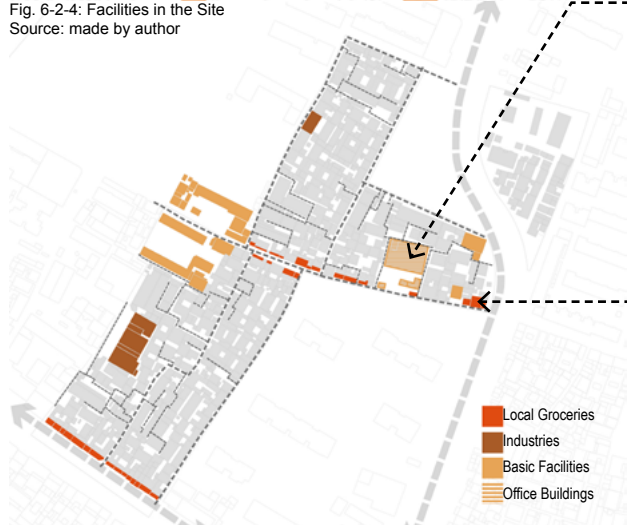 Fig. 6-2-4: Facilities in the Site
Source: made by author
Local Groceries
Industries
Basic Facilities
Office Buildings